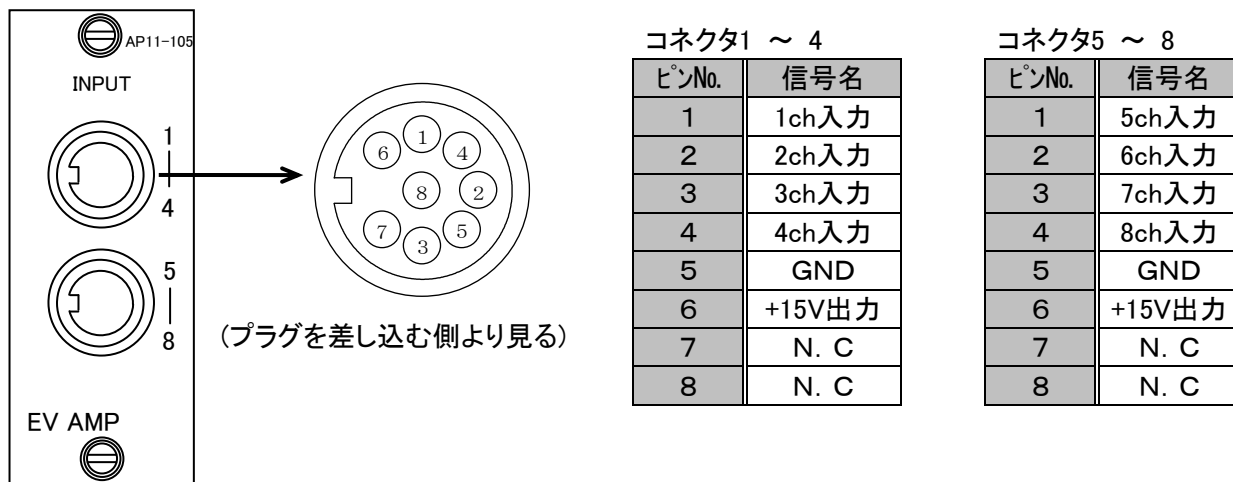 AP11-105
INPUT
1
4
5
8
EV AMP
6 1 4
8 2
7 3 5
(プラグを差し込む側より見る)
コネクタ1 ～ 4
ピンNo. 信号名
1 1ch入力
2 2ch入力
3 3ch入力
4 4ch入力
5 GND
6 +15V出力
7 N. C
8 N. C
コネクタ5 ～ 8
ピンNo. 信号名
1 5ch入力
2 6ch入力
3 7ch入力
4 8ch入力
5 GND
6 +15V出力
7 N. C
8 N. C